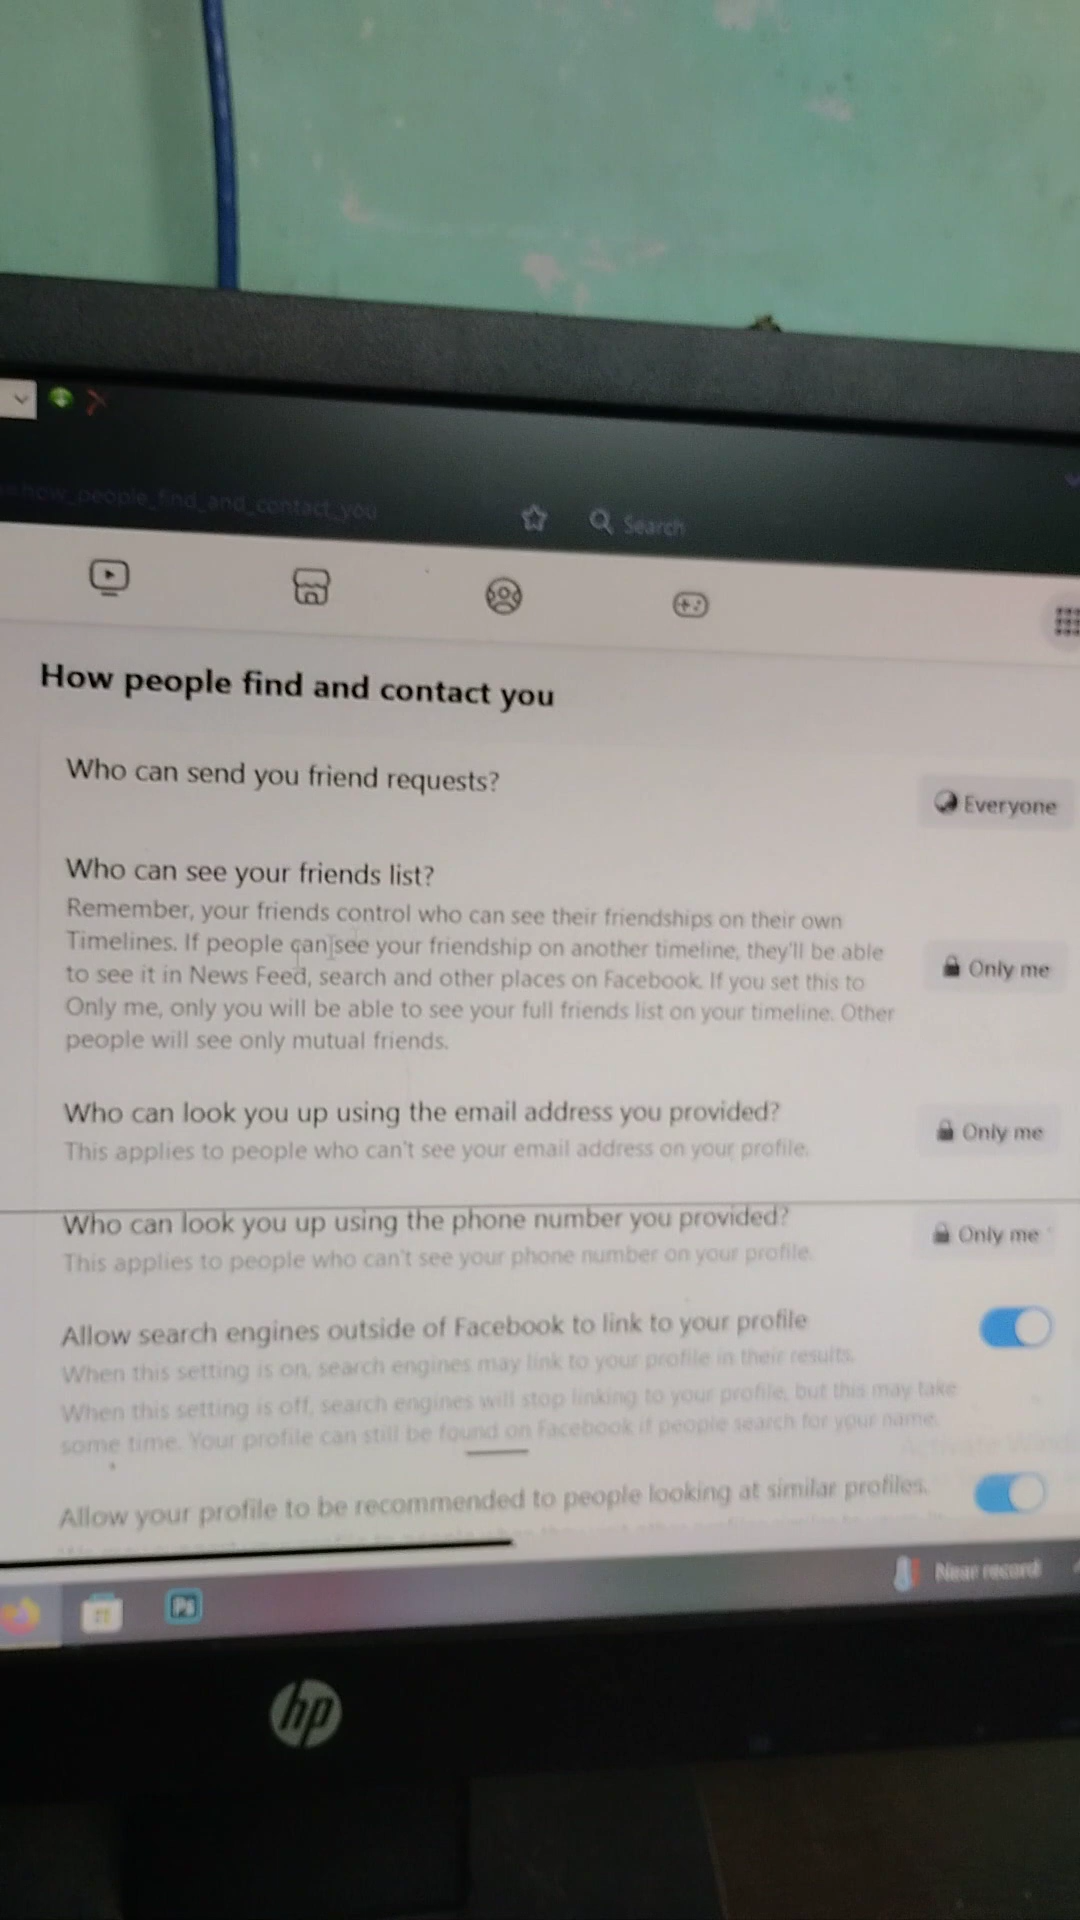 how_people_find_and_contact_you
Search
How people find and contact you
Who can send you friend requests?
Everyone
Who can see your friends list?
Remember, your friends control who can see their friendships on their own
Timelines. If people can see your friendship on another timeline, they'll be able
to see it in News Feed, search and other places on Facebook. If you set this to
Only me, only you will be able to see your full friends list on your timeline. Other
people will see only mutual friends.
Only me
Who can look you up using the email address you provided?
This applies to people who can't see your email address on your profile.
Only me
Who can look you up using the phone number you provided?
This applies to people who can't see your phone number on your profile.
Only me
Allow search engines outside of Facebook to link to your profile
When this setting is on, search engines may link to your profile in their results.
When this setting is off, search engines will stop linking to your profile, but this may take
some time. Your profile can still be found on Facebook if people search for your name.
Activate Wind
Allow your profile to be recommended to people looking at similar profiles.
Ps
Near record
hp